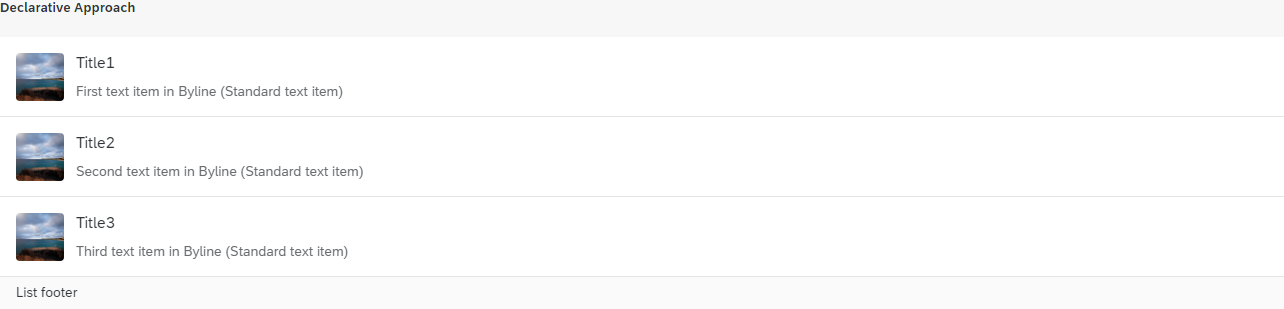 Declarative Approach
Title1
First text item in Byline (Standard text item)
Title2
Second text item in Byline (Standard text item)
Title3
Third text item in Byline (Standard text item)
List footer